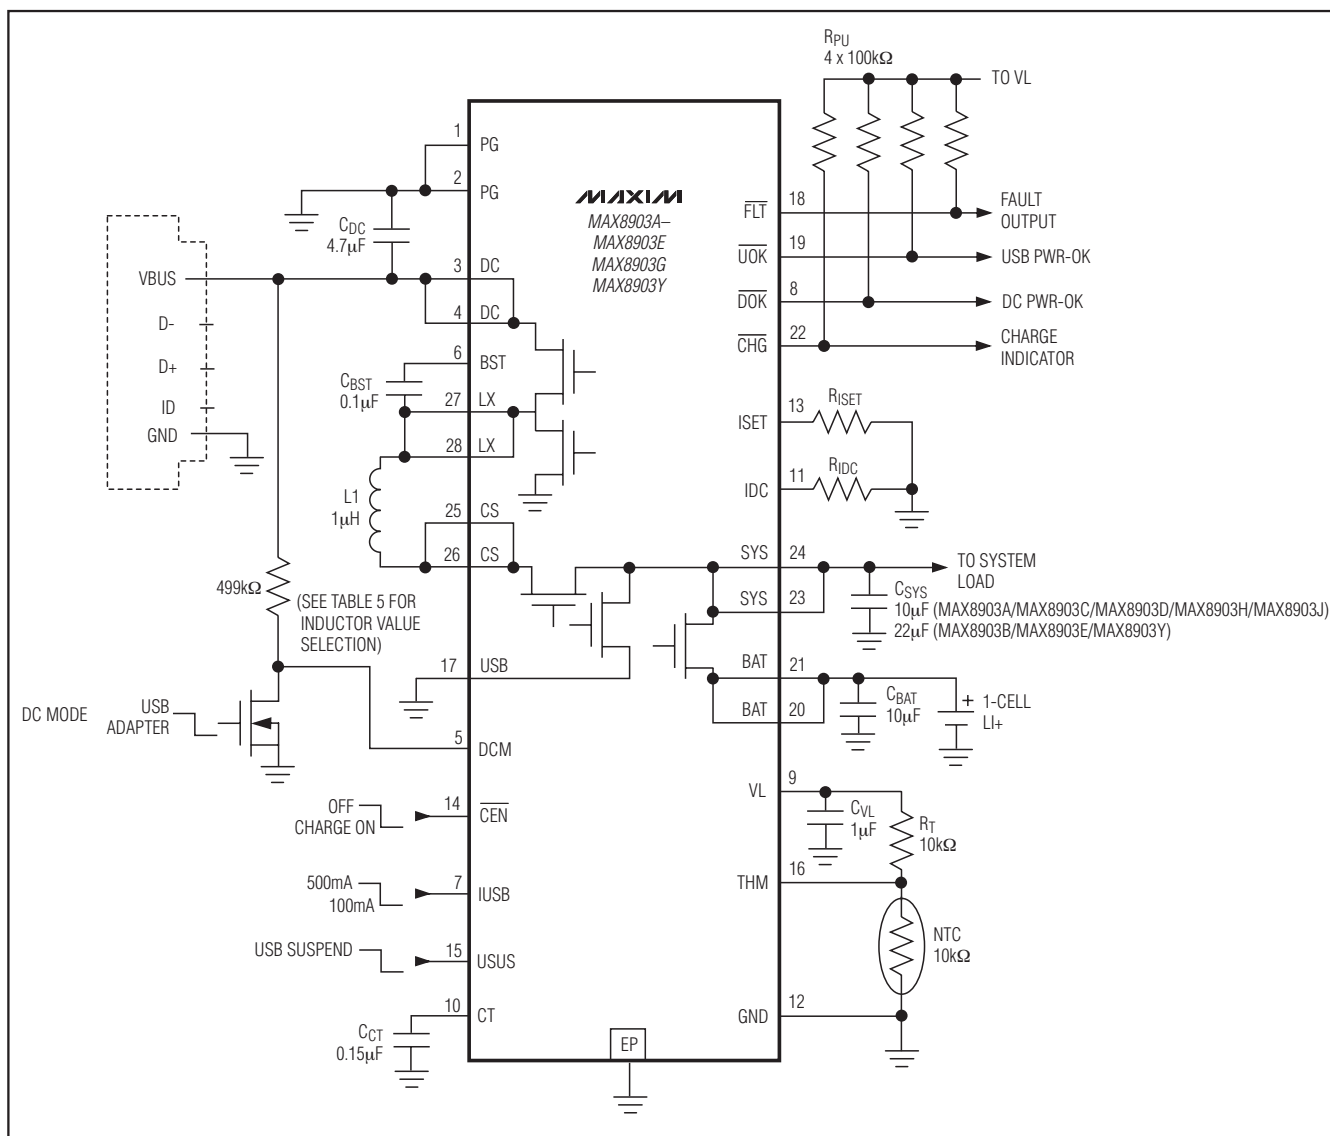 RPU
4 x 100kΩ
TO VL
1
PG
2
PG
MAXIM
MAX8903A–
MAX8903E
MAX8903G
MAX8903Y
FLT
18
FAULT
OUTPUT
UOK
19
USB PWR-OK
DOK
8
DC PWR-OK
CHG
22
CHARGE
INDICATOR
CDC
4.7µF
VBUS
D-
D+
ID
GND
3
DC
4
DC
6
BST
CBST
0.1µF
27
LX
28
LX
L1
1µH
25
CS
26
CS
ISET
13
RISET
IDC
11
RIDC
SYS
24
TO SYSTEM
LOAD
SYS
23
CSYS
10µF (MAX8903A/MAX8903C/MAX8903D/MAX8903H/MAX8903J)
22µF (MAX8903B/MAX8903E/MAX8903Y)
499kΩ
(SEE TABLE 5 FOR
INDUCTOR VALUE
SELECTION)
17
USB
BAT
21
BAT
20
CBAT
10µF
+
1-CELL
LI+
DC MODE
USB
ADAPTER
5
DCM
VL
9
CVL
1µF
RT
10kΩ
OFF
CHARGE ON
14
CEN
500mA
100mA
7
IUSB
THM
16
NTC
10kΩ
USB SUSPEND
15
USUS
10
CT
CCT
0.15µF
GND
12
EP